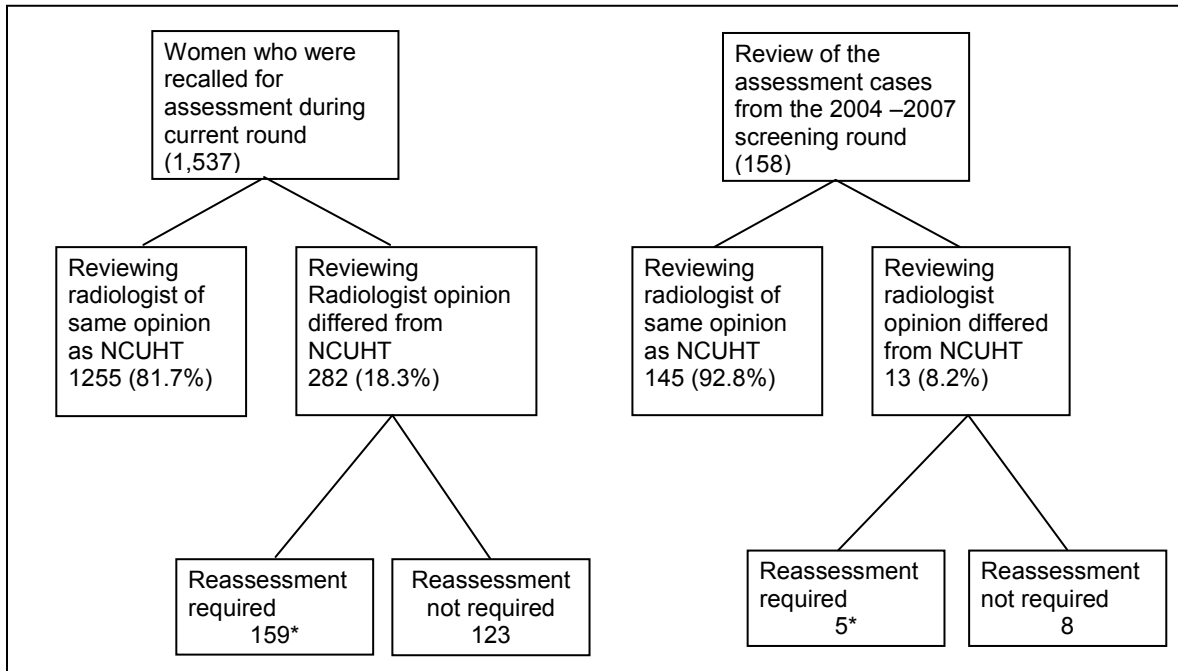 Women who were
recalled for
assessment during
current round
(1,537)
Review of the
assessment cases
from the 2004 –2007
screening round
(158)
Reviewing
radiologist of
same opinion
as NCUHT
1255 (81.7%)
Reviewing
Radiologist opinion
differed from
NCUHT
282 (18.3%)
Reviewing
radiologist of
same opinion
as NCUHT
145 (92.8%)
Reviewing
radiologist
opinion differed
from NCUHT
13 (8.2%)
Reassessment
required
159*
Reassessment
not required
123
Reassessment
required
5*
Reassessment
not required
8